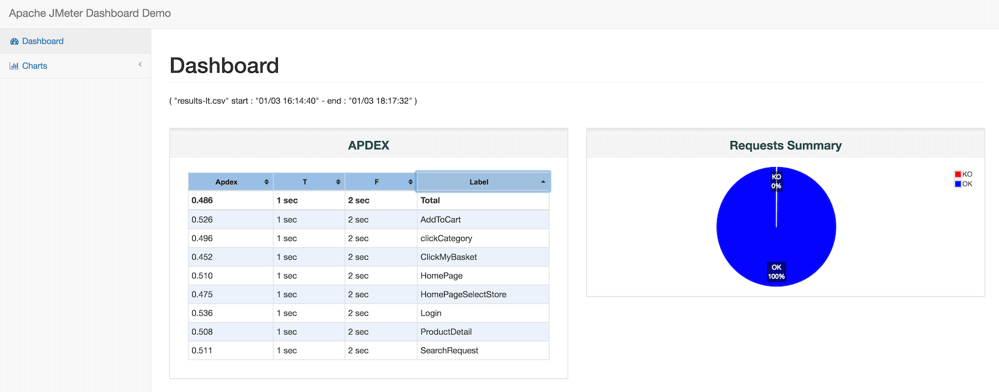 Apache JMeter Dashboard Demo
Dashboard
Charts
Dashboard
( "results-lt.csv" start : "01/03 16:14:40" - end : "01/03 18:17:32" )
APDEX
Apdex T F Label
0.486 1 sec 2 sec Total
0.526 1 sec 2 sec AddToCart
0.496 1 sec 2 sec clickCategory
0.452 1 sec 2 sec ClickMyBasket
0.510 1 sec 2 sec HomePage
0.475 1 sec 2 sec HomePageSelectStore
0.536 1 sec 2 sec Login
0.508 1 sec 2 sec ProductDetail
0.511 1 sec 2 sec SearchRequest
Requests Summary
KO
0%
OK
100%
KO
OK